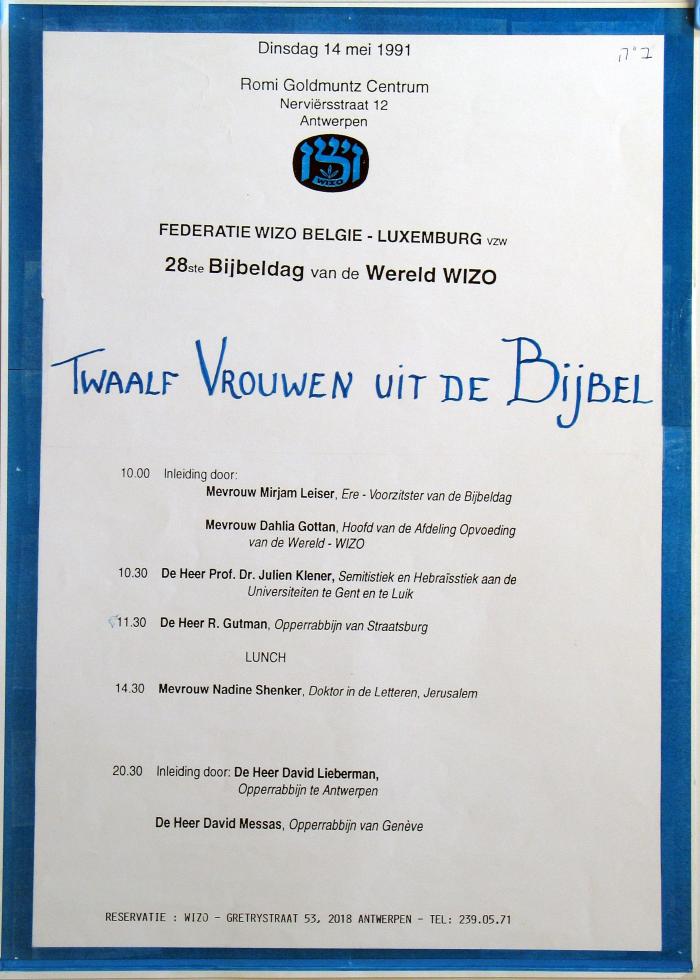 ב"ה
Dinsdag 14 mei 1991
Romi Goldmuntz Centrum
Nerviërsstraat 12
Antwerpen
ויצו
WIZO
FEDERATIE WIZO BELGIE - LUXEMBURG vzw
28ste Bijbeldag van de Wereld WIZO
TWAALF VROUWEN UIT DE BIJBEL
10.00 Inleiding door:
Mevrouw Mirjam Leiser, Ere - Voorzitster van de Bijbeldag
Mevrouw Dahlia Gottan, Hoofd van de Afdeling Opvoeding
van de Wereld - WIZO
10.30 De Heer Prof. Dr. Julien Klener, Semitistiek en Hebraïsstiek aan de
Universiteiten te Gent en te Luik
11.30 De Heer R. Gutman, Opperrabbijn van Straatsburg
LUNCH
14.30 Mevrouw Nadine Shenker, Doktor in de Letteren, Jerusalem
20.30 Inleiding door: De Heer David Lieberman,
Opperrabbijn te Antwerpen
De Heer David Messas, Opperrabbijn van Genève
RESERVATIE : WIZO - GRETRYSTRAAT 53, 2018 ANTWERPEN - TEL: 239.05.71